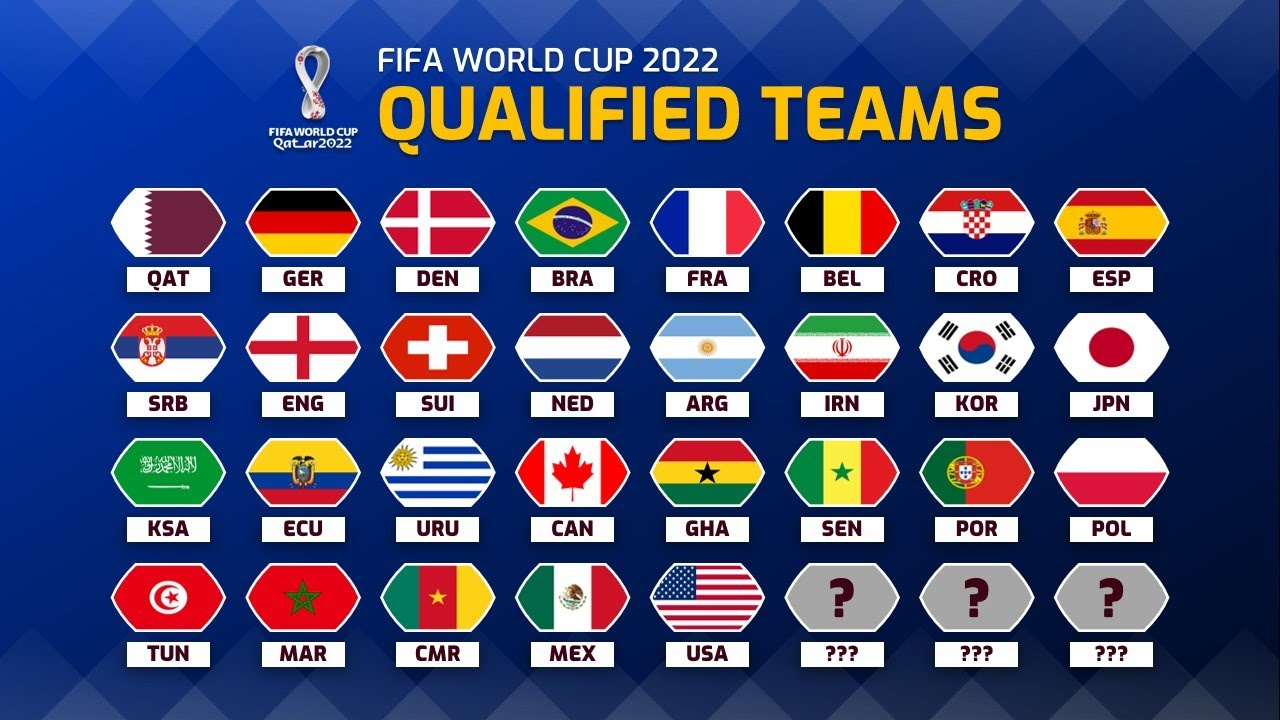 FIFA WORLD CUP 2022
QUALIFIED TEAMS
FIFA WORLD CUP
Qat_ar2022
QAT GER DEN BRA FRA BEL CRO ESP
SRB ENG SUI NED ARG IRN KOR JPN
KSA ECU URU CAN GHA SEN POR POL
? ? ?
TUN MAR CMR MEX USA ??? ??? ???